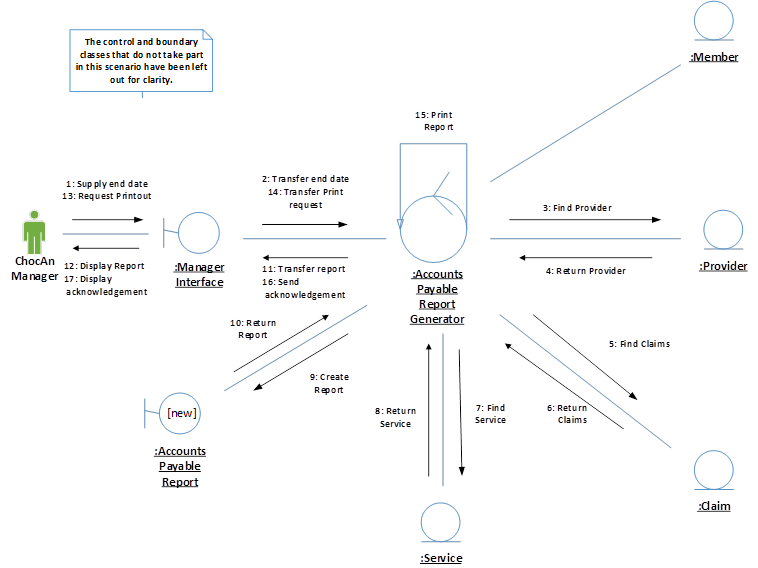 The control and boundary
classes that do not take part
in this scenario have been left
out for clarity.
:Member
15: Print
Report
1: Supply end date
13: Request Printout
2: Transfer end date
14: Transfer Print
request
3: Find Provider
ChocAn
Manager
12: Display Report
17: Display
acknowledgement
:Manager
Interface
11: Transfer report
16: Send
acknowledgement
:Accounts
Payable
Report
Generator
4: Return Provider
:Provider
10: Return
Report
9: Create
Report
5: Find Claims
6: Return
Claims
8: Return
Service
7: Find
Service
[new]
:Accounts
Payable
Report
:Claim
:Service